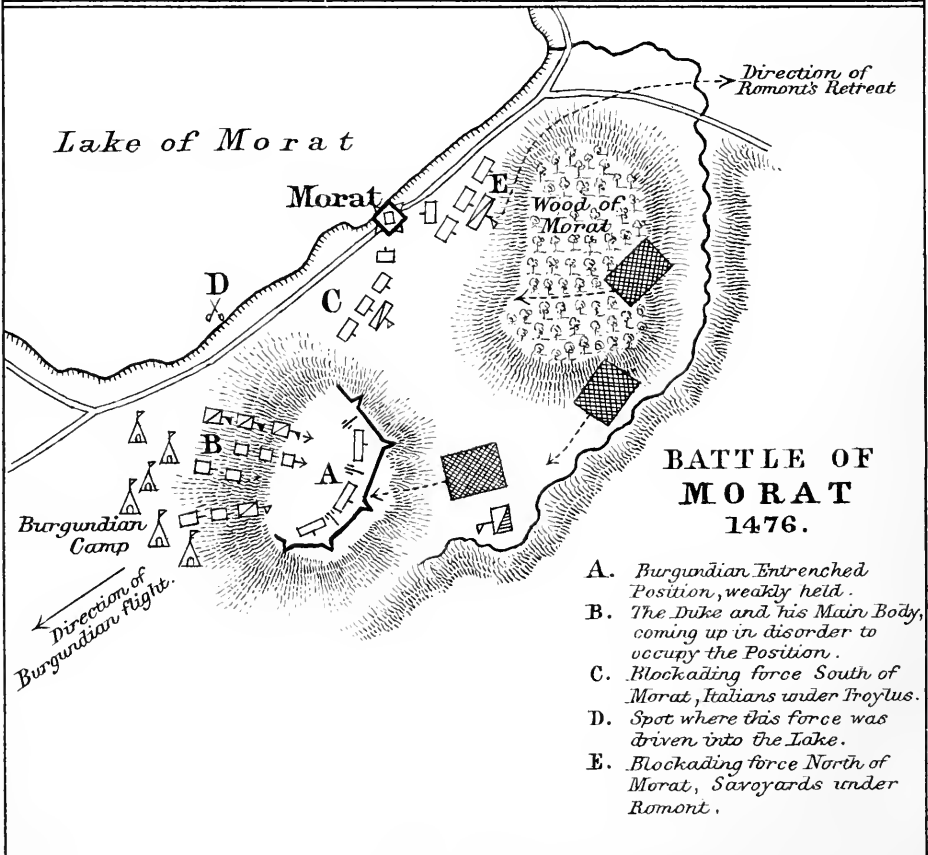 Direction of
Romont's Retreat
Lake of Morat
Morat
E
Wood of
Morat
D
C
B
A
Burgundian
Camp
Direction of
Burgundian flight.
BATTLE OF
MORAT
1476.
A. Burgundian Entrenched
Position, weakly held.
B. The Duke and his Main Body,
coming up in disorder to
occupy the Position.
C. Blockading force South of
Morat, Italians under Troylus.
D. Spot where this force was
driven into the Lake.
E. Blockading force North of
Morat, Savoyards under
Romont.